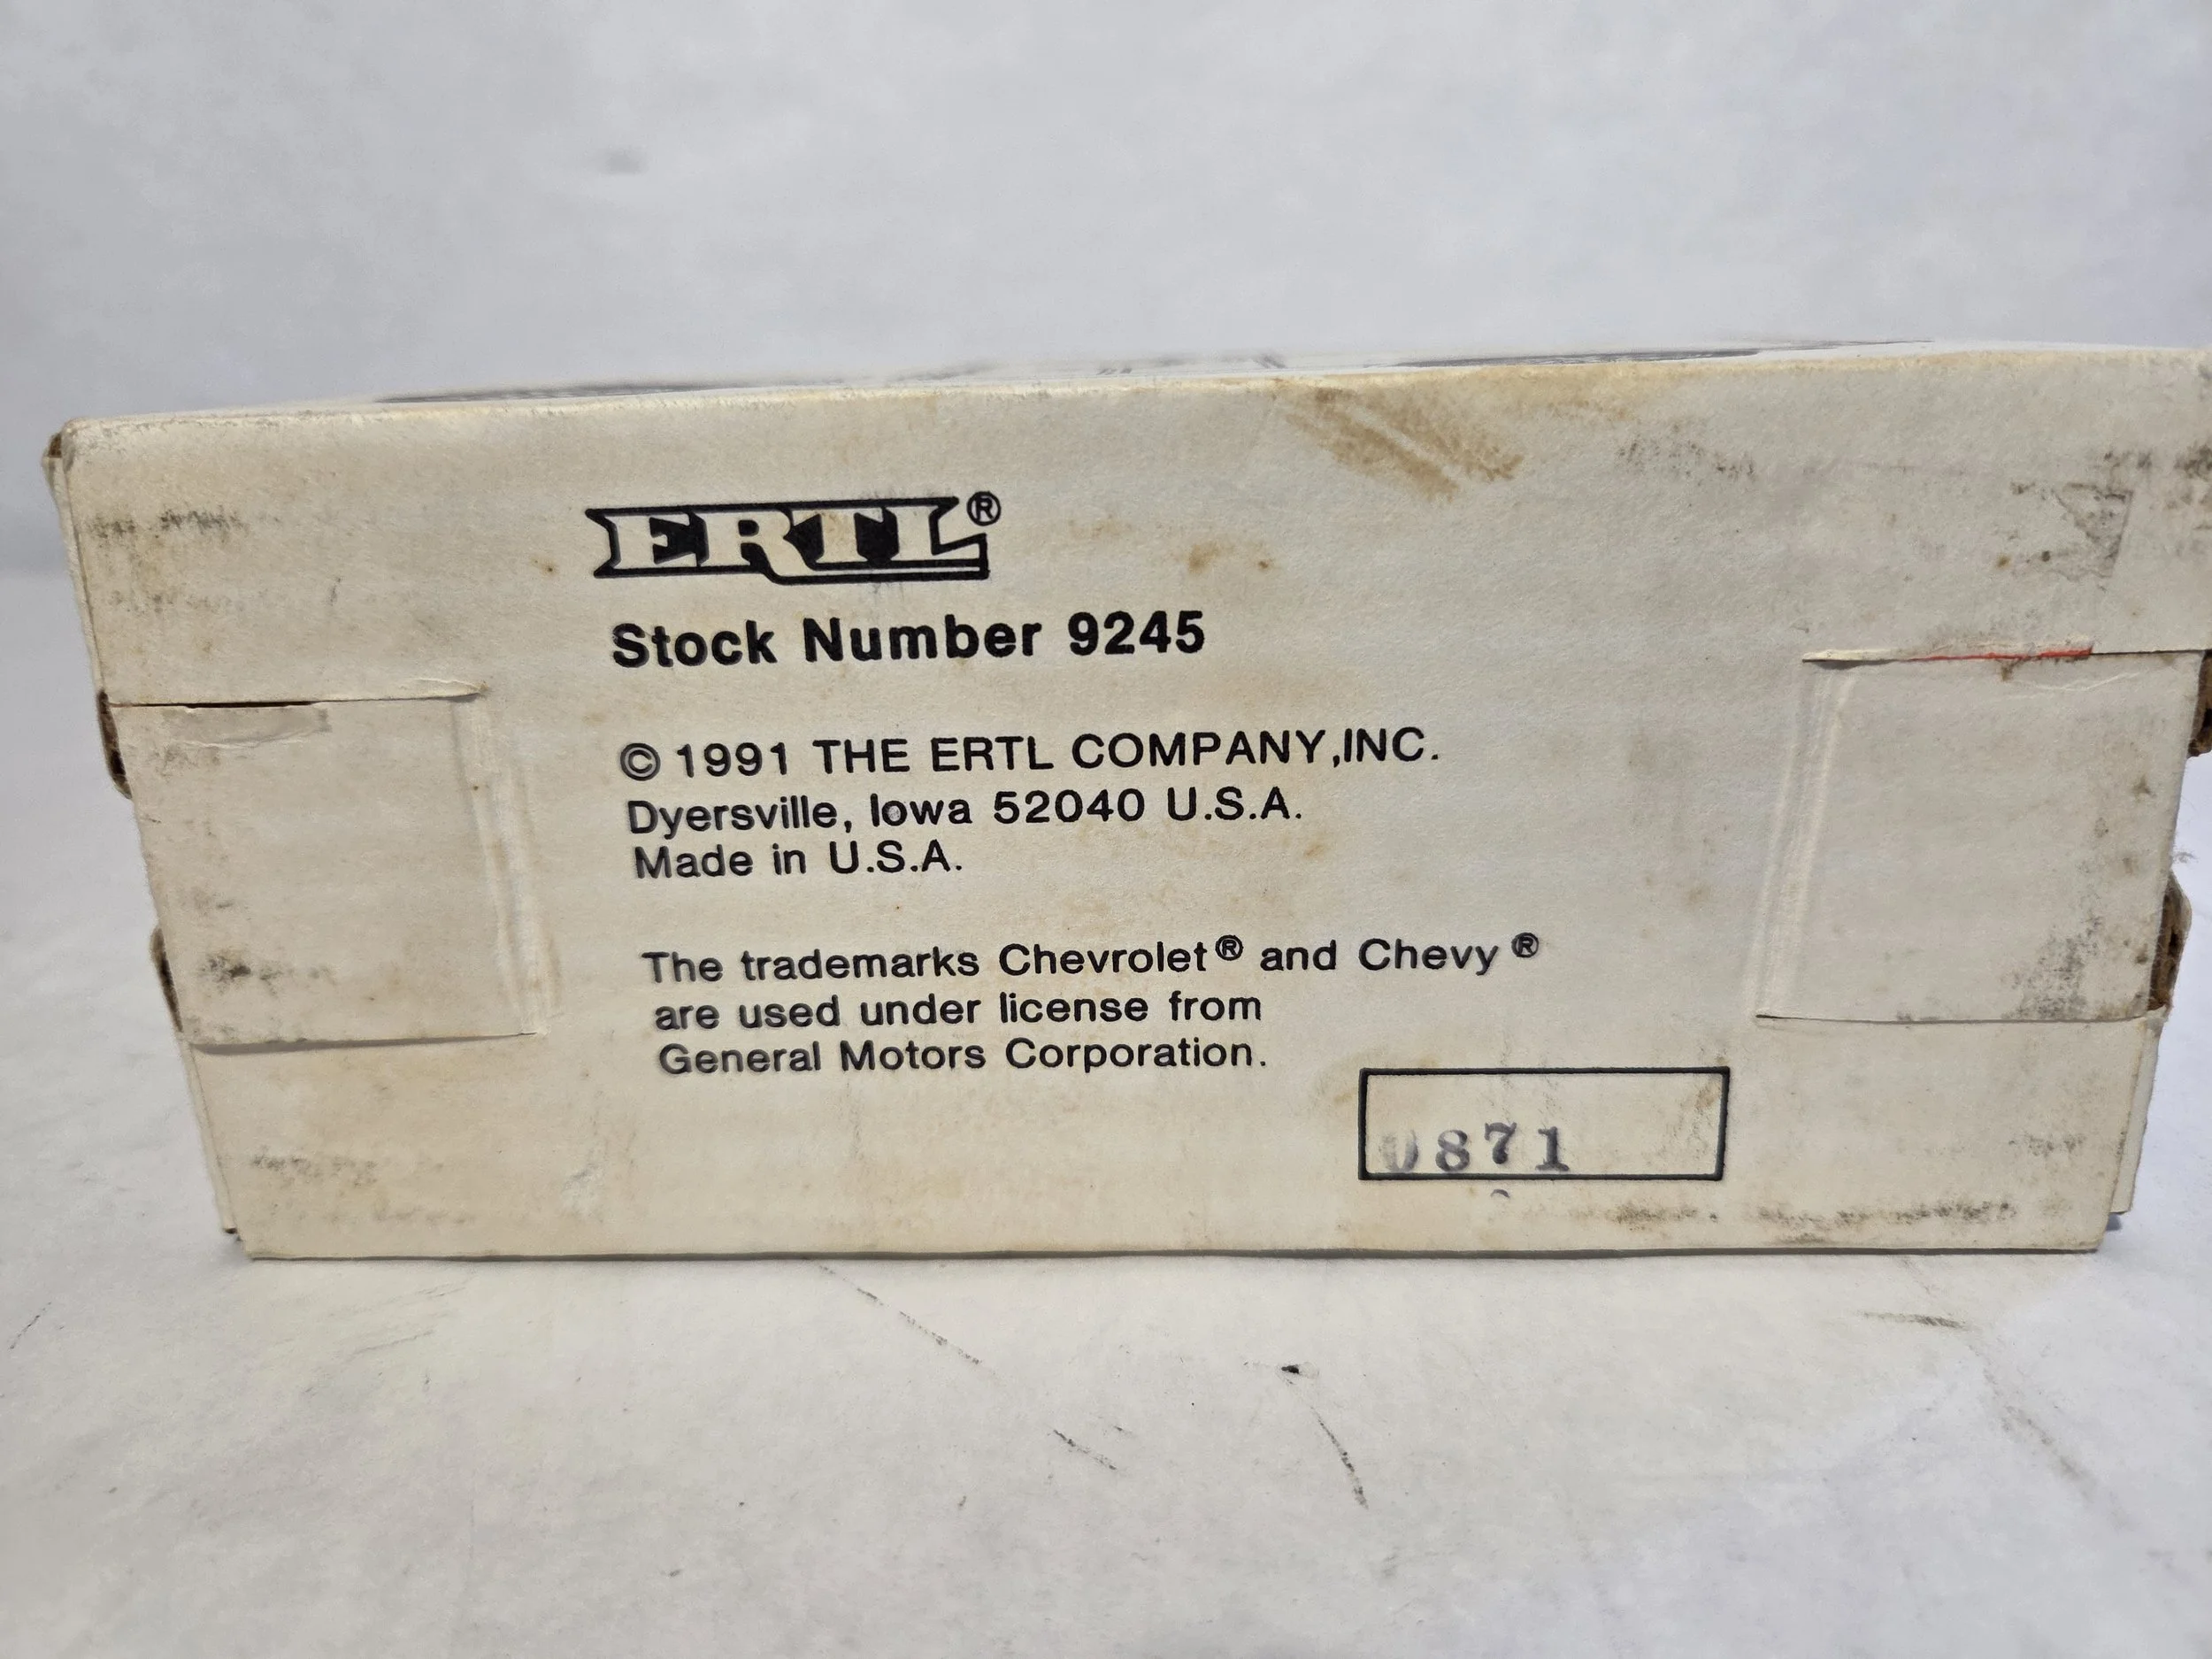 ERTL®
Stock Number 9245
© 1991 THE ERTL COMPANY,INC.
Dyersville, Iowa 52040 U.S.A.
Made in U.S.A.
The trademarks Chevrolet® and Chevy®
are used under license from
General Motors Corporation.
0871